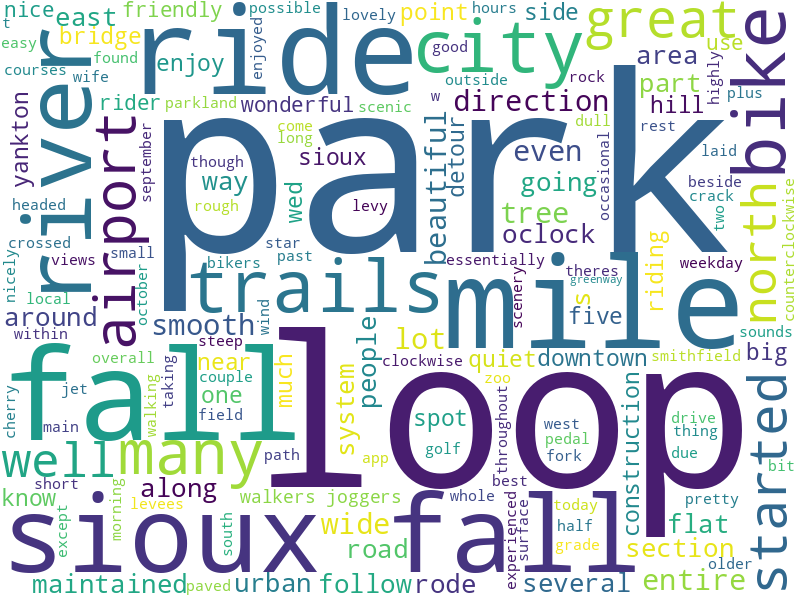 nice
east
friendly
possible
hours
side
great
t
bridge
ride
enjoyed
lovely
point
city
use
bike
easy
courses
found
wife
enjoy
good
outside
rock
area
part
highly
plus
river
yankton
rider
parkland
wonderful
scenic
w
direction
hill
airport
september
park
come
long
dull
rest
though
way
sioux
beautiful
detour
even
occasional
laid
rough
wed
levy
going
tree
beside
crack
two
north
counterclockwise
headed
crossed
views
small
star
past
oclock
essentially
theres
weekday
riding
nicely
local
october
bikers
trails
wind
scenery
mile
s
greenway
around
within
smooth
five
sounds
fall
overall
steep
near
lot
people
clockwise
quiet
downtown
smithfield
big
cherry
jet
main
walking
taking
couple
one
field
much
system
zoo
loop
spot
golf
throughout
west
pedal
fork
construction
drive
thing
due
started
well
many
path
app
best
bit
know
short
morning
levees
along
walkers
joggers
whole
experienced
surface
today
half
grade
pretty
sioux fall
except
south
wide
road
flat
section
older
maintained
paved
urban
follow
rode
several
entire